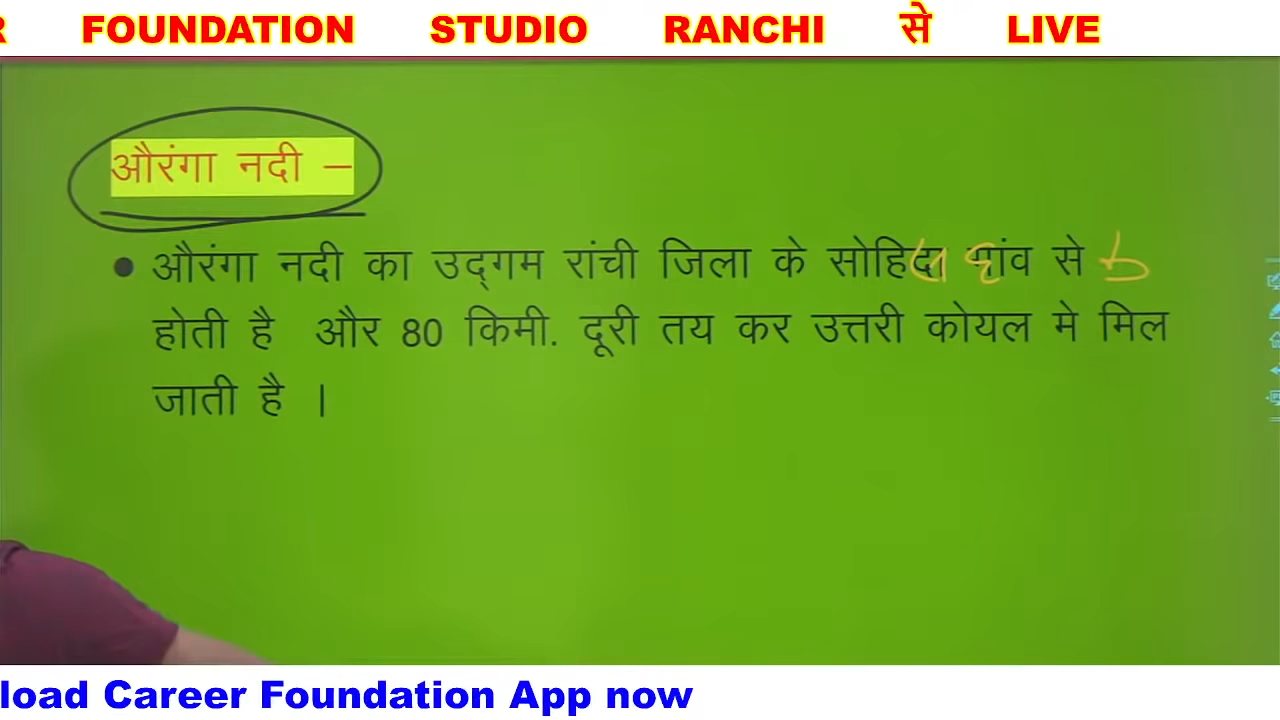 FOUNDATION STUDIO RANCHI से LIVE
औरंगा नदी –
• औरंगा नदी का उद्गम रांची जिला के सोहिदा गांव से
होती है और 80 किमी. दूरी तय कर उत्तरी कोयल मे मिल
जाती है ।
load Career Foundation App now